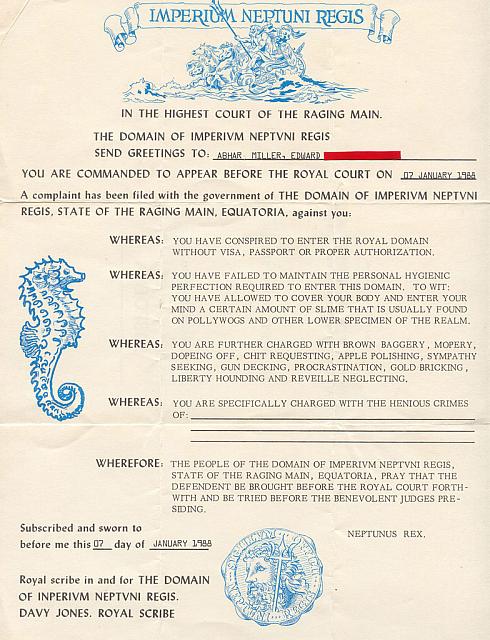 IMPERIUM NEPTUNI REGIS
IN THE HIGHEST COURT OF THE RAGING MAIN.
THE DOMAIN OF IMPERIVM NEPTVNI REGIS
SEND GREETINGS TO: ABHAR MILLER, EDWARD
YOU ARE COMMANDED TO APPEAR BEFORE THE ROYAL COURT ON 07 JANUARY 1988
A complaint has been filed with the government of THE DOMAIN OF IMPERIVM NEPTVNI
REGIS, STATE OF THE RAGING MAIN, EQUATORIA, against you:
WHEREAS: YOU HAVE CONSPIRED TO ENTER THE ROYAL DOMAIN
WITHOUT VISA, PASSPORT OR PROPER AUTHORIZATION.
WHEREAS: YOU HAVE FAILED TO MAINTAIN THE PERSONAL HYGIENIC
PERFECTION REQUIRED TO ENTER THIS DOMAIN. TO WIT:
YOU HAVE ALLOWED TO COVER YOUR BODY AND ENTER YOUR
MIND A CERTAIN AMOUNT OF SLIME THAT IS USUALLY FOUND
ON POLLYWOGS AND OTHER LOWER SPECIMEN OF THE REALM.
WHEREAS: YOU ARE FURTHER CHARGED WITH BROWN BAGGERY, MOPERY,
DOPEING OFF, CHIT REQUESTING, APPLE POLISHING, SYMPATHY
SEEKING, GUN DECKING, PROCRASTINATION, GOLD BRICKING,
LIBERTY HOUNDING AND REVEILLE NEGLECTING.
WHEREAS: YOU ARE SPECIFICALLY CHARGED WITH THE HENIOUS CRIMES
OF:
WHEREFORE: THE PEOPLE OF THE DOMAIN OF IMPERIVM NEPTVNI REGIS,
STATE OF THE RAGING MAIN, EQUATORIA, PRAY THAT THE
DEFENDENT BE BROUGHT BEFORE THE ROYAL COURT FORTH-
WITH AND BE TRIED BEFORE THE BENEVOLENT JUDGES PRE-
SIDING.
Subscribed and sworn to
before me this 07 day of JANUARY 1988
NEPTUNUS REX.
Royal scribe in and for THE DOMAIN
OF INPERIVM NEPTVNI REGIS.
DAVY JONES. ROYAL SCRIBE